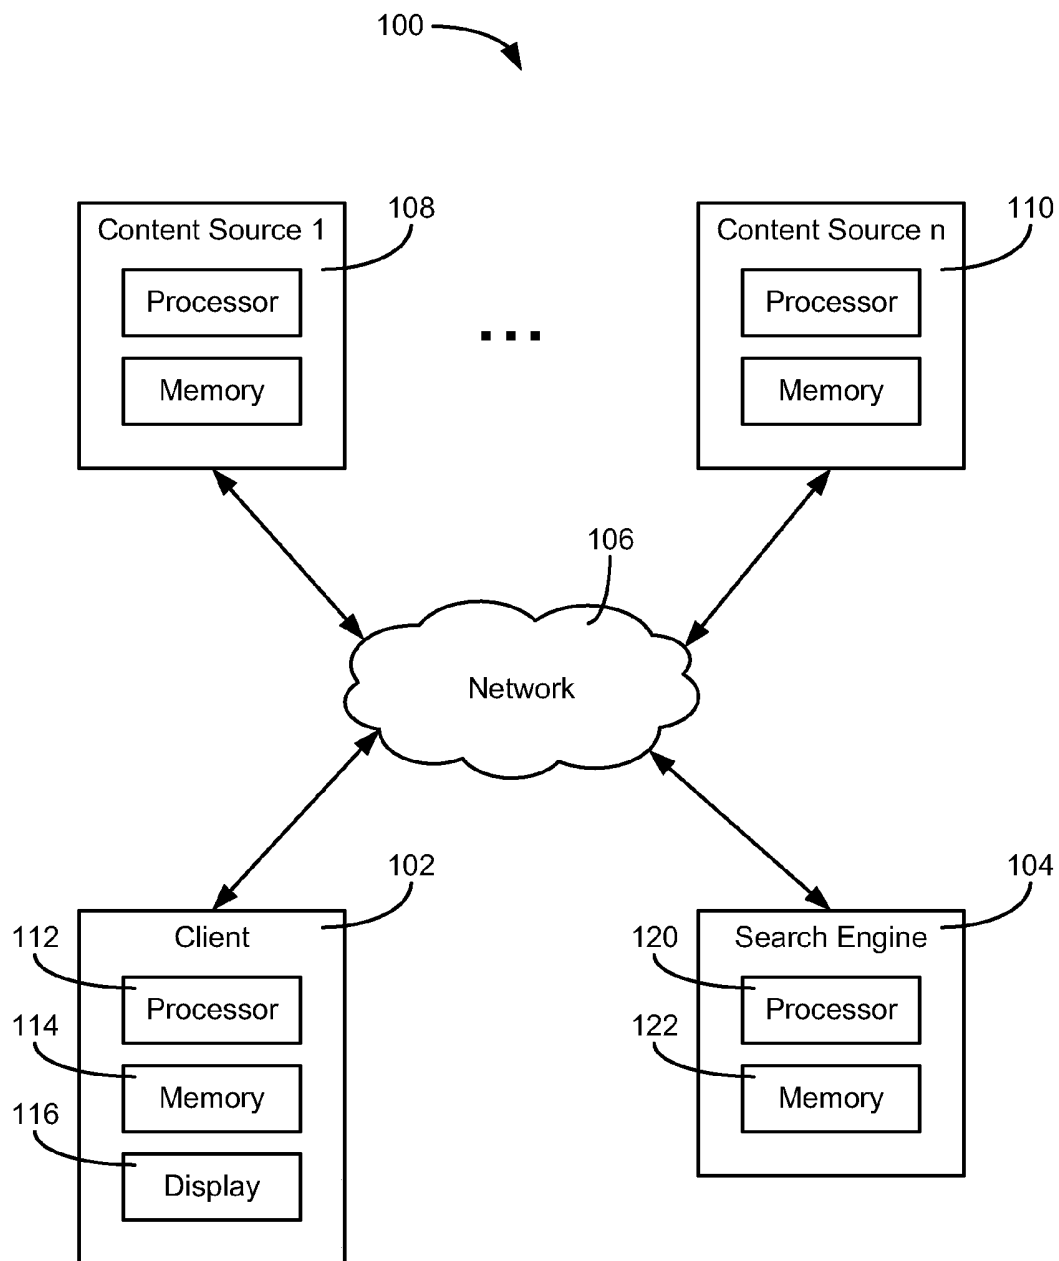 100
Content Source 1
108
Processor
Memory
...
Content Source n
110
Processor
Memory
106
Network
102
Client
112
Processor
114
Memory
116
Display
104
Search Engine
120
Processor
122
Memory